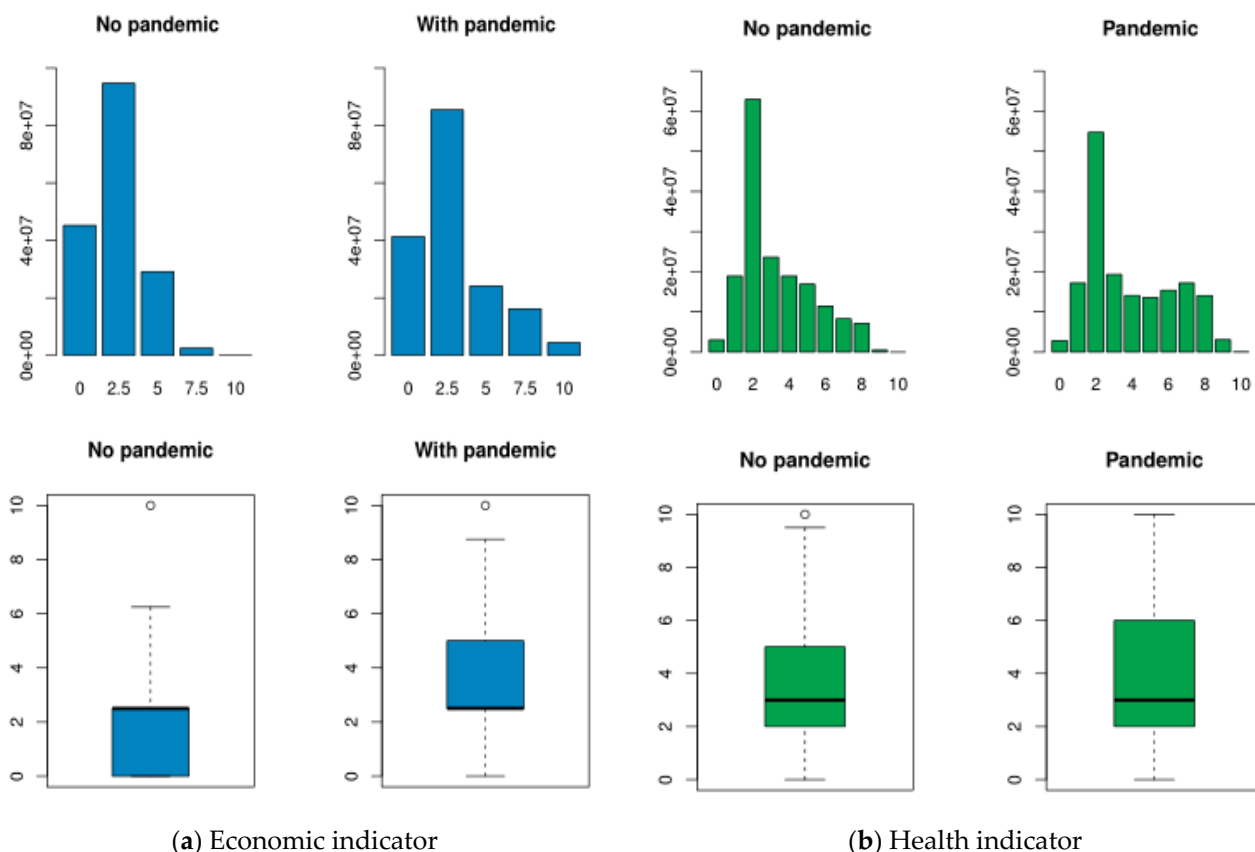 No pandemic
With pandemic
No pandemic
Pandemic
8e+07
4e+07
0e+00
0 2.5 5 7.5 10
8e+07
4e+07
0e+00
0 2.5 5 7.5 10
6e+07
4e+07
2e+07
0e+00
0 2 4 6 8 10
6e+07
4e+07
2e+07
0e+00
0 2 4 6 8 10
No pandemic
With pandemic
No pandemic
Pandemic
10
8
6
4
2
0
10
8
6
4
2
0
10
8
6
4
2
0
10
8
6
4
2
0
(a) Economic indicator
(b) Health indicator